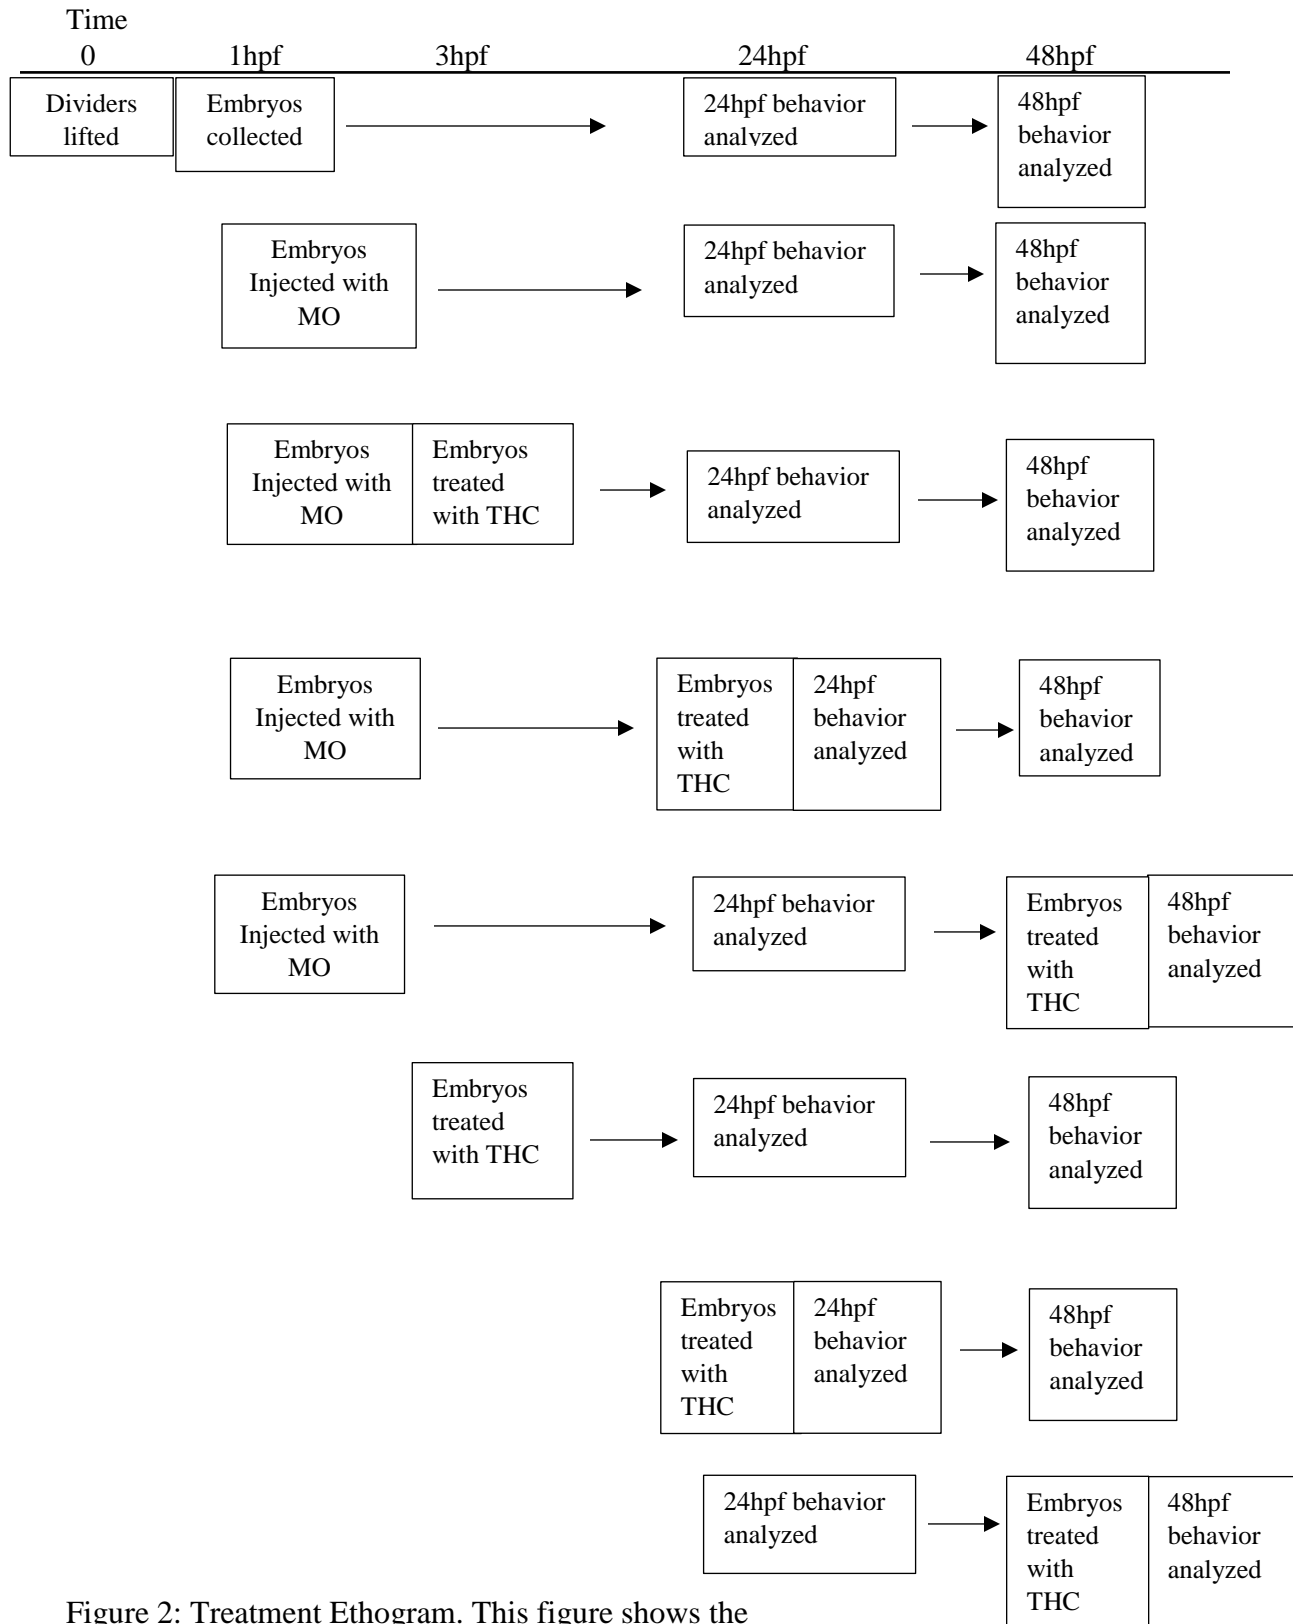 Time
0 1hpf 3hpf 24hpf 48hpf
Dividers
lifted
Embryos
collected
24hpf behavior
analyzed
48hpf
behavior
analyzed
Embryos
Injected with
MO
24hpf behavior
analyzed
48hpf
behavior
analyzed
Embryos
Injected with
MO
Embryos
treated
with THC
24hpf behavior
analyzed
48hpf
behavior
analyzed
Embryos
Injected with
MO
Embryos
treated
with
THC
24hpf
behavior
analyzed
48hpf
behavior
analyzed
Embryos
Injected with
MO
24hpf behavior
analyzed
Embryos
treated
with
THC
48hpf
behavior
analyzed
Embryos
treated
with THC
24hpf behavior
analyzed
48hpf
behavior
analyzed
Embryos
treated
with
THC
24hpf
behavior
analyzed
48hpf
behavior
analyzed
24hpf behavior
analyzed
Embryos
treated
with
THC
48hpf
behavior
analyzed
Figure 2: Treatment Ethogram. This figure shows the